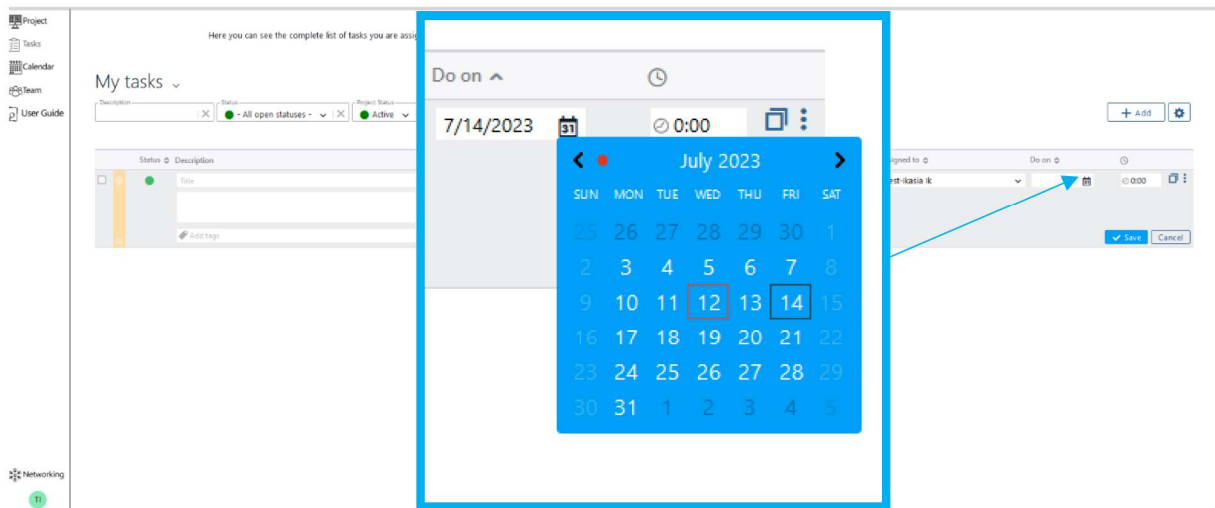 Project
Tasks
Calendar
Team
User Guide
Networking
TI
Here you can see the complete list of tasks you are
My tasks
Description
Status
- All open statuses -
Project Status
Active
+ Add
Status
Description
to
Do on
Title
ik
0:00
Add tags
Save
Cancel
Do on
7/14/2023
31
0:00
July 2023
SUN MON TUE WED THU FRI SAT
25 26 27 28 29 30 1
2 3 4 5 6 7 8
9 10 11 12 13 14 15
16 17 18 19 20 21 22
23 24 25 26 27 28 29
30 31 1 2 3 4 5